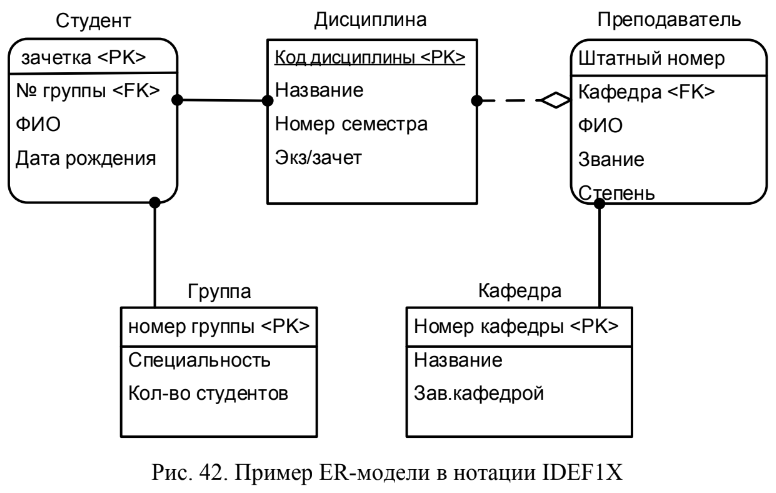 Студент
зачетка <PK>
№ группы <FK>
ФИО
Дата рождения
Дисциплина
Код дисциплины <PK>
Название
Номер семестра
Экз/зачет
Преподаватель
Штатный номер
Кафедра <FK>
ФИО
Звание
Степень
Группа
номер группы <PK>
Специальность
Кол-во студентов
Кафедра
Номер кафедры <PK>
Название
Зав.кафедрой
Рис. 42. Пример ER-модели в нотации IDEF1X